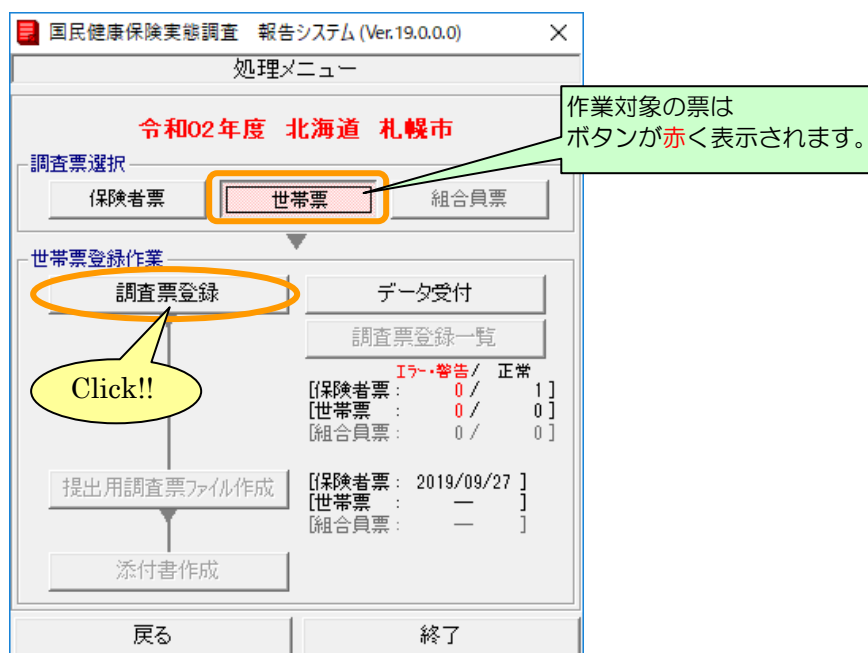 国民健康保険実態調査 報告システム (Ver.19.0.0.0)
処理メニュー
令和02年度 北海道 札幌市
作業対象の票は
ボタンが赤く表示されます。
調査票選択
保険者票 世帯票 組合員票
世帯票登録作業
調査票登録 データ受付
調査票登録一覧
Click!!
エラー・警告/ 正常
[保険者票: 0/ 1]
[世帯票 : 0/ 0]
[組合員票: 0/ 0]
提出用調査票ファイル作成
[保険者票: 2019/09/27 ]
[世帯票 : ― ]
[組合員票: ― ]
添付書作成
戻る 終了